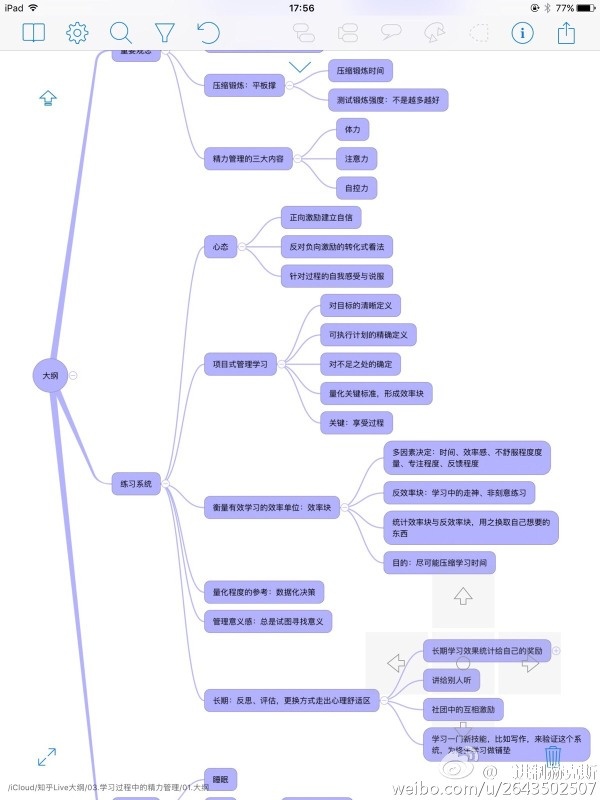 iPad
17:56
77%
重要观念
压缩锻炼：平板撑
压缩锻炼时间
测试锻炼强度：不是越多越好
精力管理的三大内容
体力
注意力
自控力
大纲
练习系统
心态
正向激励建立自信
反对负向激励的转化式看法
针对过程的自我感受与说服
项目式管理学习
对目标的清晰定义
可执行计划的精确定义
对不足之处的确定
量化关键标准，形成效率块
关键：享受过程
衡量有效学习的效率单位：效率块
多因素决定：时间、效率感、不舒服程度度
量、专注程度、反馈程度
反效率块：学习中的走神、非刻意练习
统计效率块与反效率块，用之换取自己想要的
东西
目的：尽可能压缩学习时间
量化程度的参考：数据化决策
管理意义感：总是试图寻找意义
长期：反思、评估，更换方式走出心理舒适区
长期学习效果统计给自己的奖励
讲给别人听
社团中的互相激励
学习一门新技能，比如写作，来验证这个系
统，为终生学习做铺垫
睡眠
/iCloud/知乎Live大纲/03.学习过程中的精力管理/01.大纲
weibo.com/u/2643502507